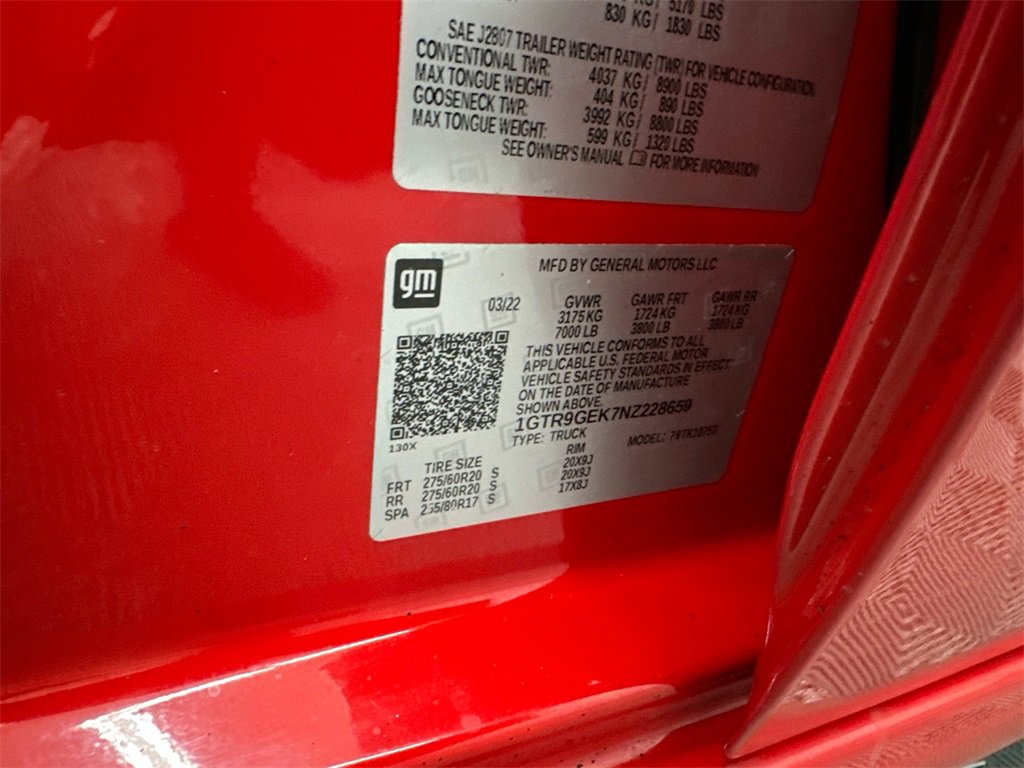 5170 LBS
830 KG/ 1830 LBS
SAE J2807 TRAILER WEIGHT RATING (TWR) FOR VEHICLE CONFIGURATION
CONVENTIONAL TWR: 4037 KG/ 8900 LBS
MAX TONGUE WEIGHT: 404 KG/ 890 LBS
GOOSENECK TWR: 3992 KG/ 8800 LBS
MAX TONGUE WEIGHT: 599 KG/ 1320 LBS
SEE OWNER'S MANUAL FOR MORE INFORMATION
gm
MFD BY GENERAL MOTORS LLC
03/22 GVWR GAWR FRT GAWR RR
3175 KG 1724 KG 1724 KG
7000 LB 3800 LB 3800 LB
THIS VEHICLE CONFORMS TO ALL
APPLICABLE U.S. FEDERAL MOTOR
VEHICLE SAFETY STANDARDS IN EFFECT
ON THE DATE OF MANUFACTURE
SHOWN ABOVE.
1GTR9GEK7NZ228659
130X
TYPE: TRUCK MODEL:
TIRE SIZE RIM
FRT 275/60R20 S 20X9J
RR 275/60R20 S 20X9J
SPA 255/80R17 S 17X8J